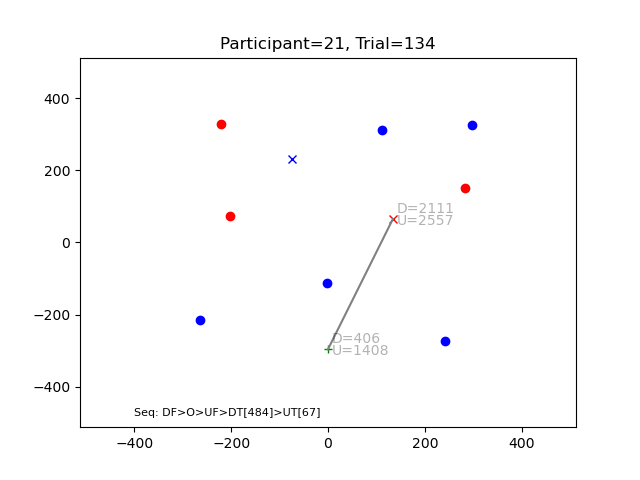 Participant=21, Trial=134
400
200
0
−200
−400
D=2111
U=2557
D=406
U=1408
Seq: DF>O>UF>DT[484]>UT[67]
−400 −200 0 200 400